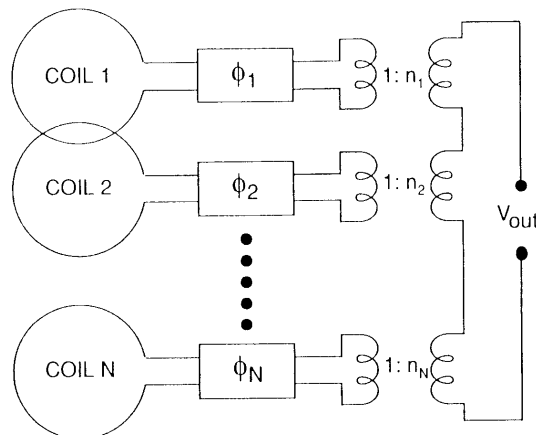 COIL 1
ϕ₁
1: n₁
COIL 2
ϕ₂
1: n₂
Vout
COIL N
ϕN
1: nN